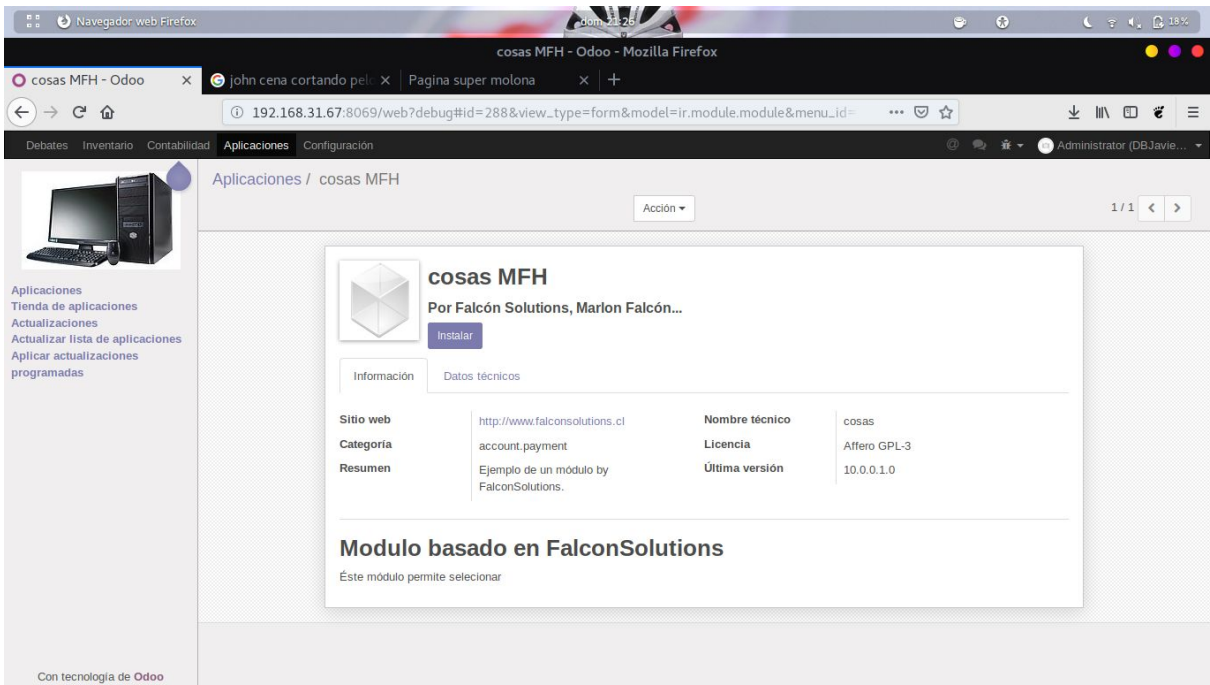 Navegador web Firefox
dom, 21:26
18%
cosas MFH - Odoo - Mozilla Firefox
cosas MFH - Odoo
john cena cortando pelo
Pagina super molona
192.168.31.67:8069/web?debug#id=288&view_type=form&model=ir.module.module&menu_id=
Debates Inventario Contabilidad Aplicaciones Configuración
Administrator (DBJavie...
Aplicaciones / cosas MFH
Acción
1 / 1
Aplicaciones
Tienda de aplicaciones
Actualizaciones
Actualizar lista de aplicaciones
Aplicar actualizaciones
programadas
cosas MFH
Por Falcón Solutions, Marlon Falcón...
Instalar
Información Datos técnicos
Sitio web http://www.falconsolutions.cl
Nombre técnico cosas
Categoría account.payment
Licencia Affero GPL-3
Resumen Ejemplo de un módulo by
FalconSolutions.
Última versión 10.0.0.1.0
Modulo basado en FalconSolutions
Éste módulo permite selecionar
Con tecnología de Odoo